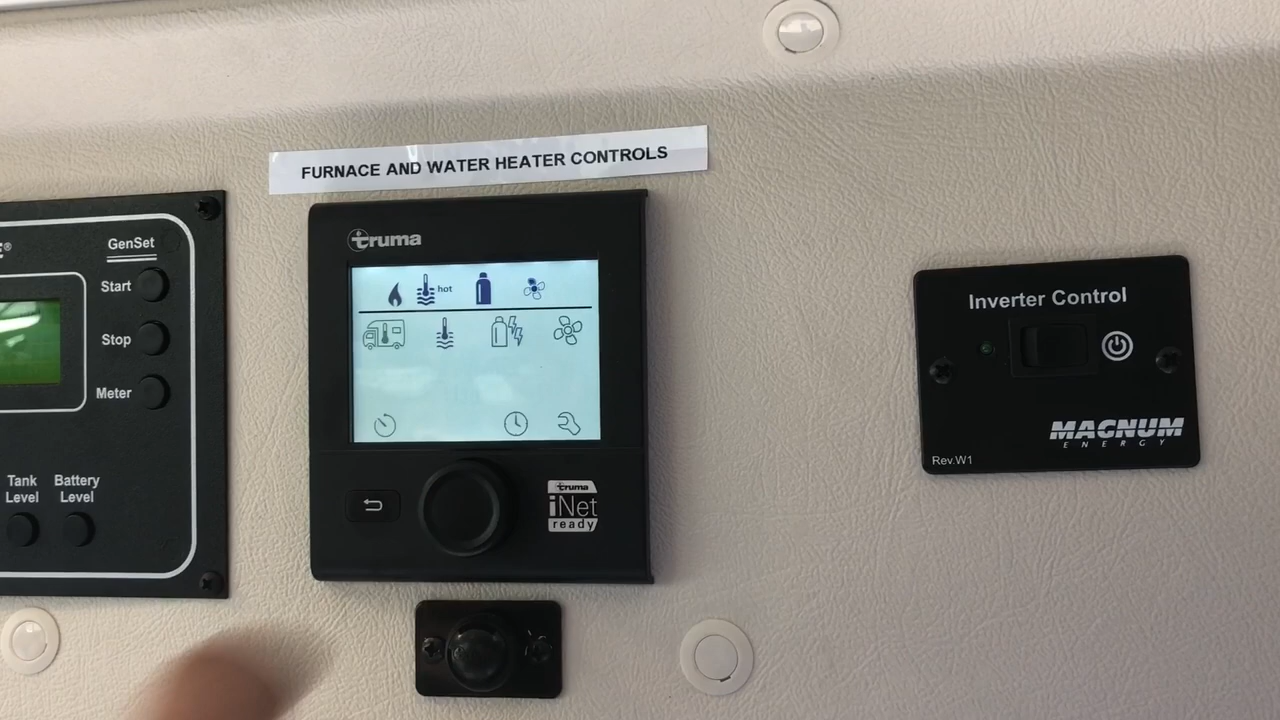 FURNACE AND WATER HEATER CONTROLS
GenSet
Start
Stop
Meter
Tank
Level
Battery
Level
truma
hot
truma
iNet
ready
Inverter Control
MAGNUM
ENERGY
Rev.W1